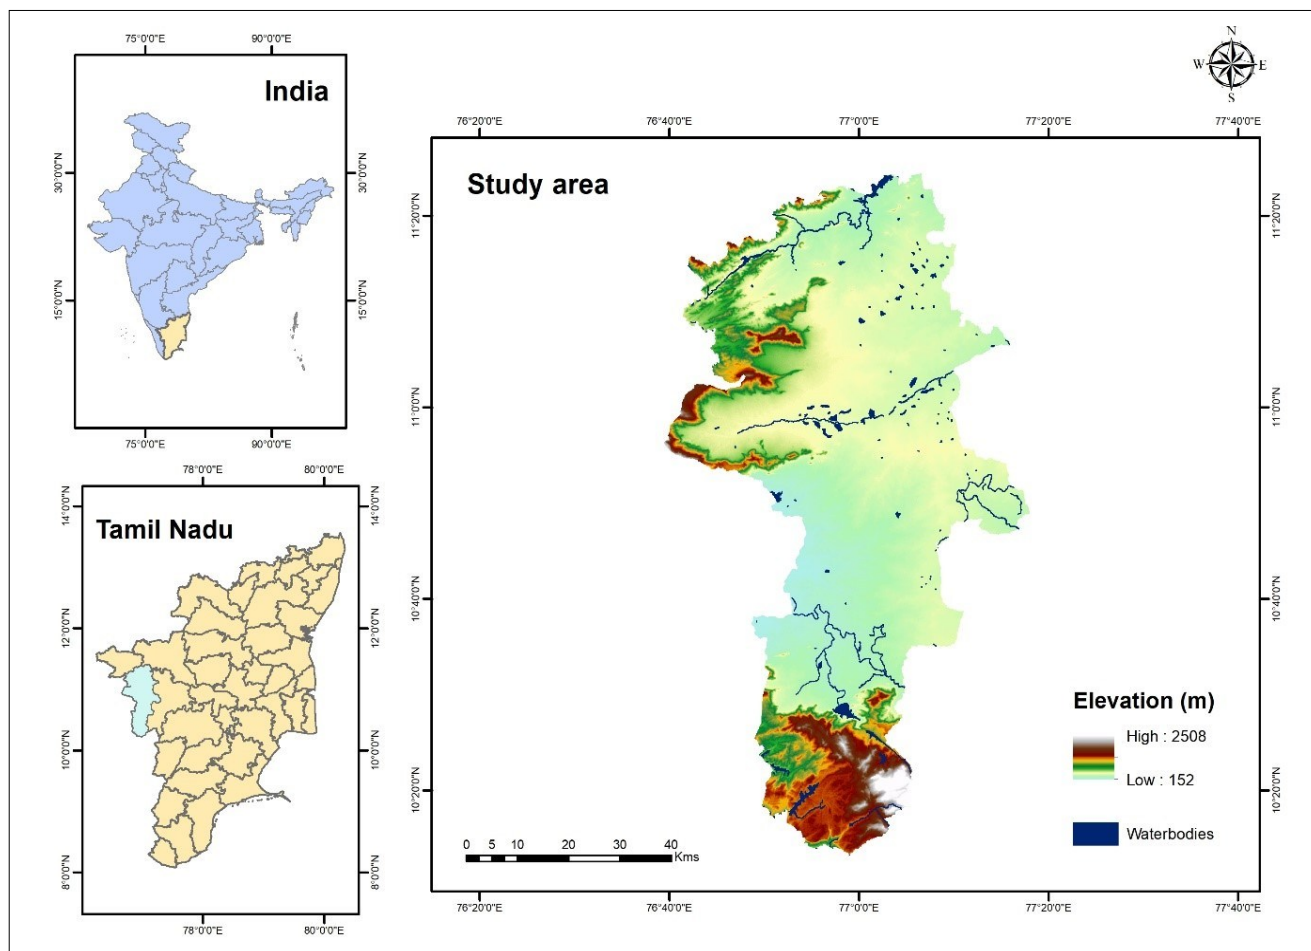 75°0'0"E 90°0'0"E
India
30°0'0"N 30°0'0"N
15°0'0"N 15°0'0"N
75°0'0"E 90°0'0"E
78°0'0"E 80°0'0"E
14°0'0"N 14°0'0"N
Tamil Nadu
12°0'0"N 12°0'0"N
10°0'0"N 10°0'0"N
8°0'0"N 8°0'0"N
78°0'0"E 80°0'0"E
N
W E
S
76°20'0"E 76°40'0"E 77°0'0"E 77°20'0"E 77°40'0"E
Study area
11°20'0"N 11°20'0"N
11°0'0"N 11°0'0"N
10°40'0"N 10°40'0"N
10°20'0"N 10°20'0"N
Elevation (m)
High : 2508
Low : 152
Waterbodies
0 5 10 20 30 40
Kms
76°20'0"E 76°40'0"E 77°0'0"E 77°20'0"E 77°40'0"E